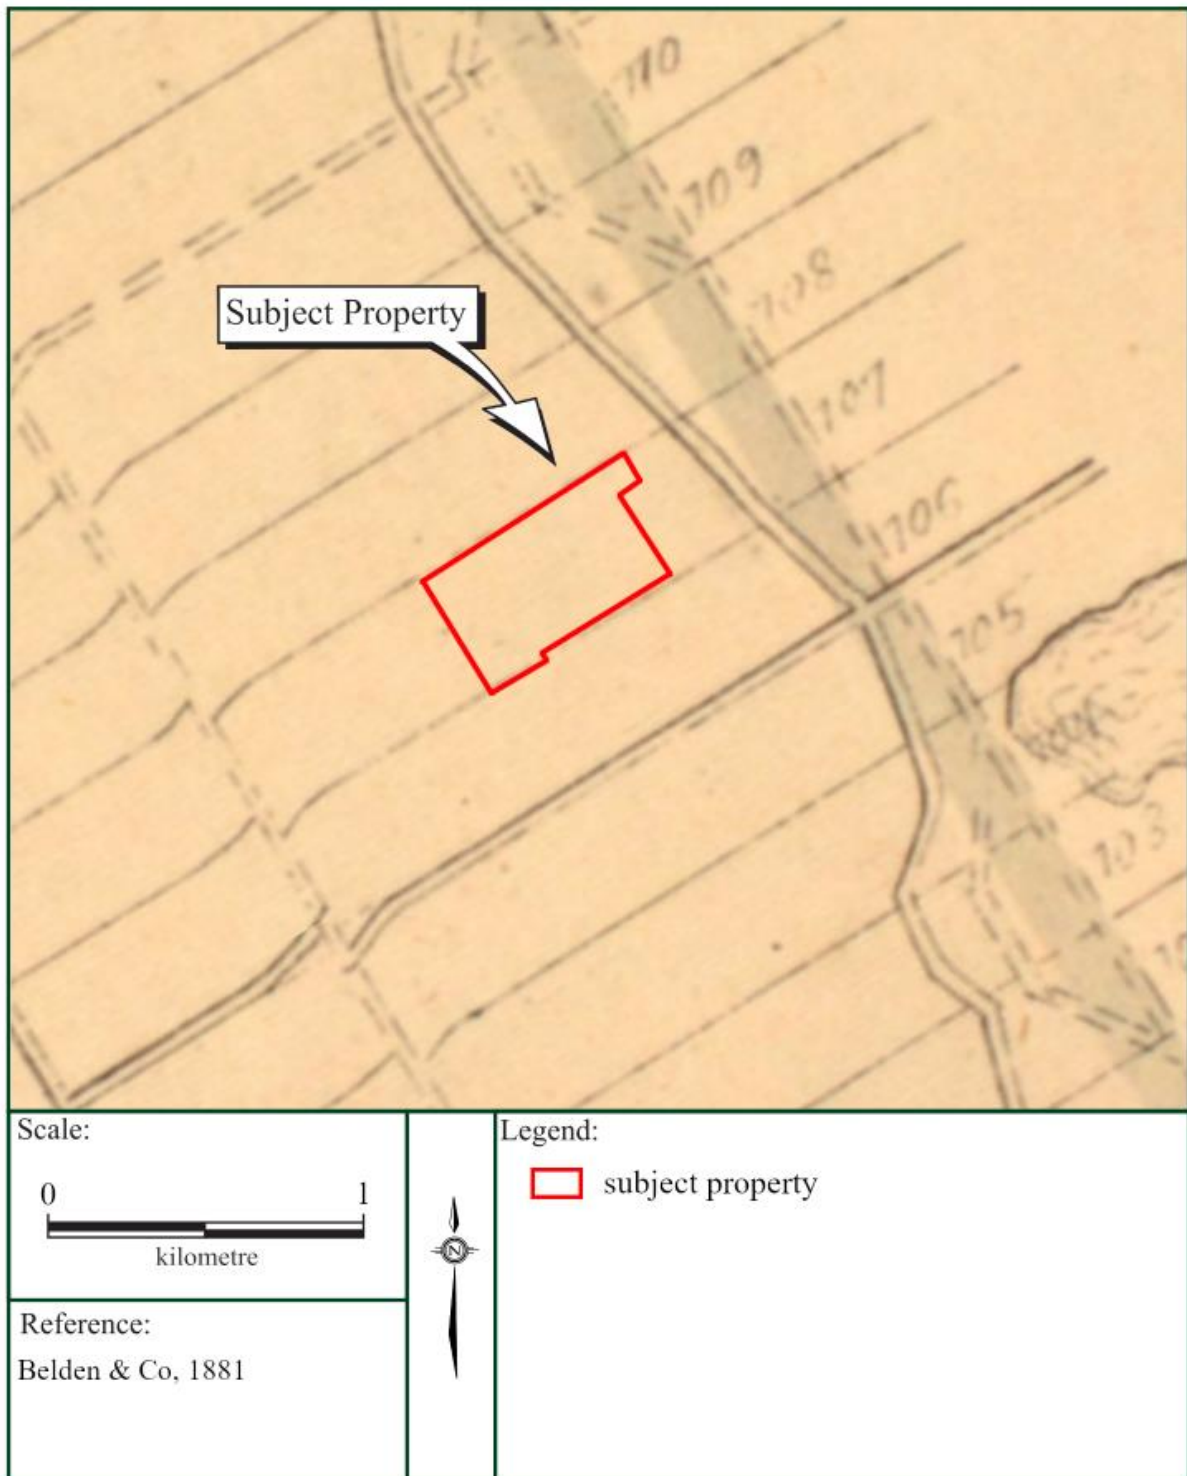 110
109
108
107
106
105
103
Subject Property
Scale:
0 1
kilometre
N
Legend:
subject property
Reference:
Belden & Co, 1881